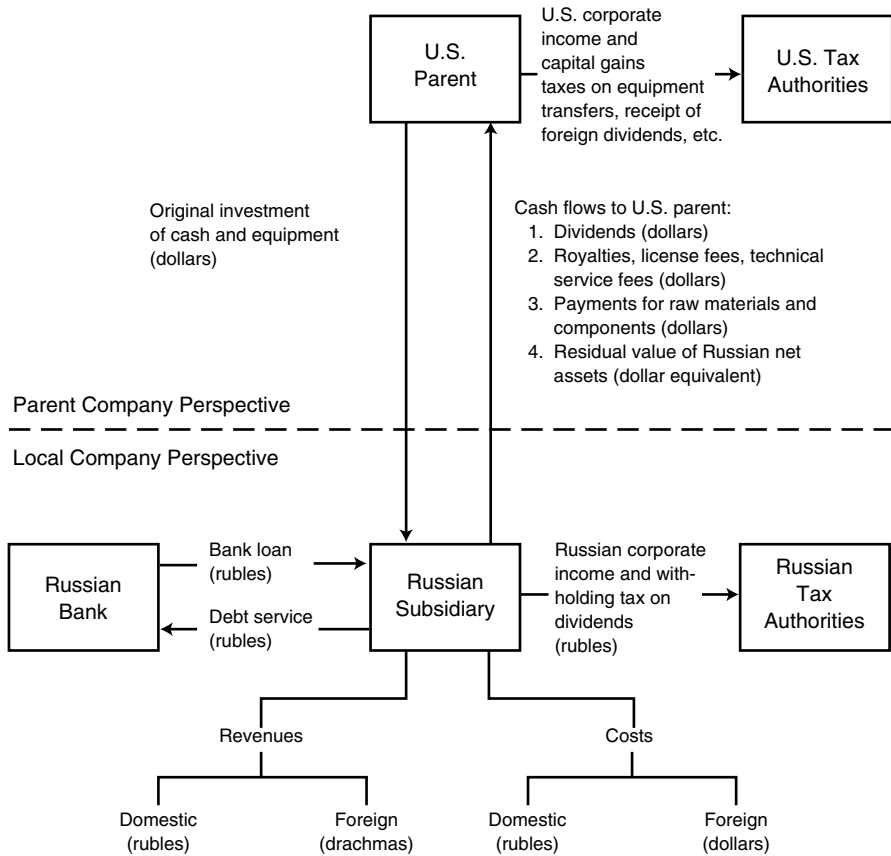 U.S.
Parent
U.S. corporate
income and
capital gains
taxes on equipment
transfers, receipt of
foreign dividends, etc.
U.S. Tax
Authorities
Original investment
of cash and equipment
(dollars)
Cash flows to U.S. parent:
1. Dividends (dollars)
2. Royalties, license fees, technical
service fees (dollars)
3. Payments for raw materials and
components (dollars)
4. Residual value of Russian net
assets (dollar equivalent)
Parent Company Perspective
Local Company Perspective
Russian
Bank
Bank loan
(rubles)
Debt service
(rubles)
Russian
Subsidiary
Russian corporate
income and with-
holding tax on
dividends
(rubles)
Russian
Tax
Authorities
Revenues
Costs
Domestic
(rubles)
Foreign
(drachmas)
Domestic
(rubles)
Foreign
(dollars)